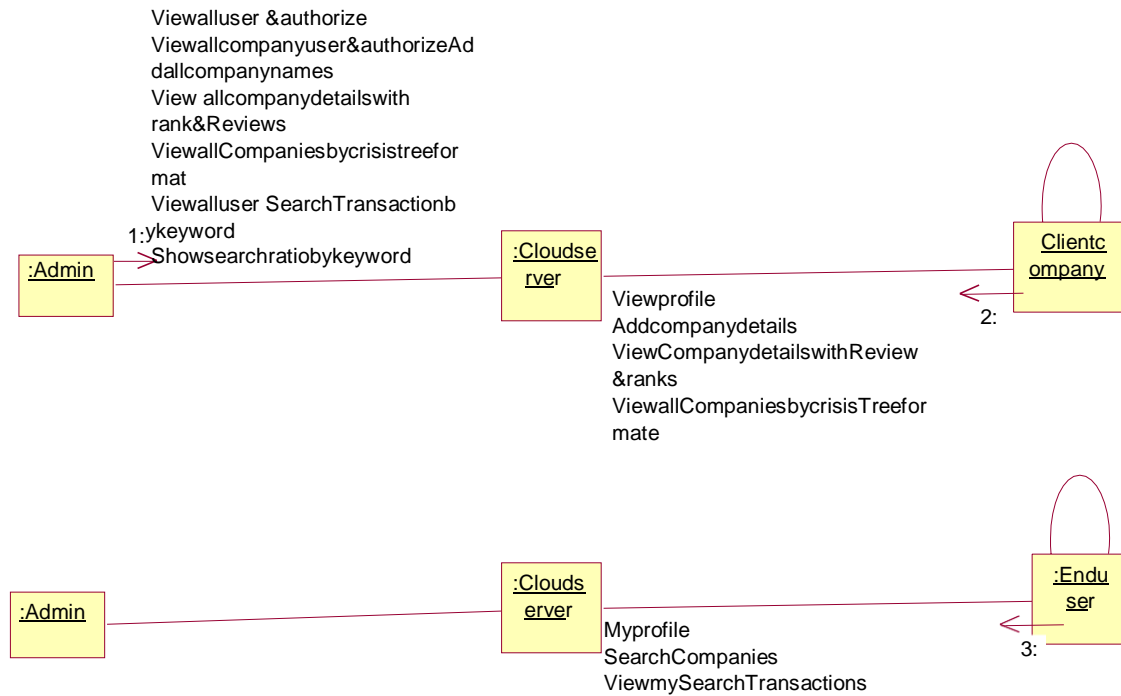 Viewalluser &authorize
Viewallcompanyuser&authorizeAd
dallcompanynames
View allcompanydetailswith
rank&Reviews
ViewallCompaniesbycrisistreefor
mat
Viewalluser SearchTransactionb
1:ykeyword
Showsearchratiobykeyword
:Admin
:Cloudse
rver
Clientc
ompany
2:
Viewprofile
Addcompanydetails
ViewCompanydetailswithReview
&ranks
ViewallCompaniesbycrisisTreefor
mate
:Admin
:Clouds
erver
:Endu
ser
3:
Myprofile
SearchCompanies
ViewmySearchTransactions